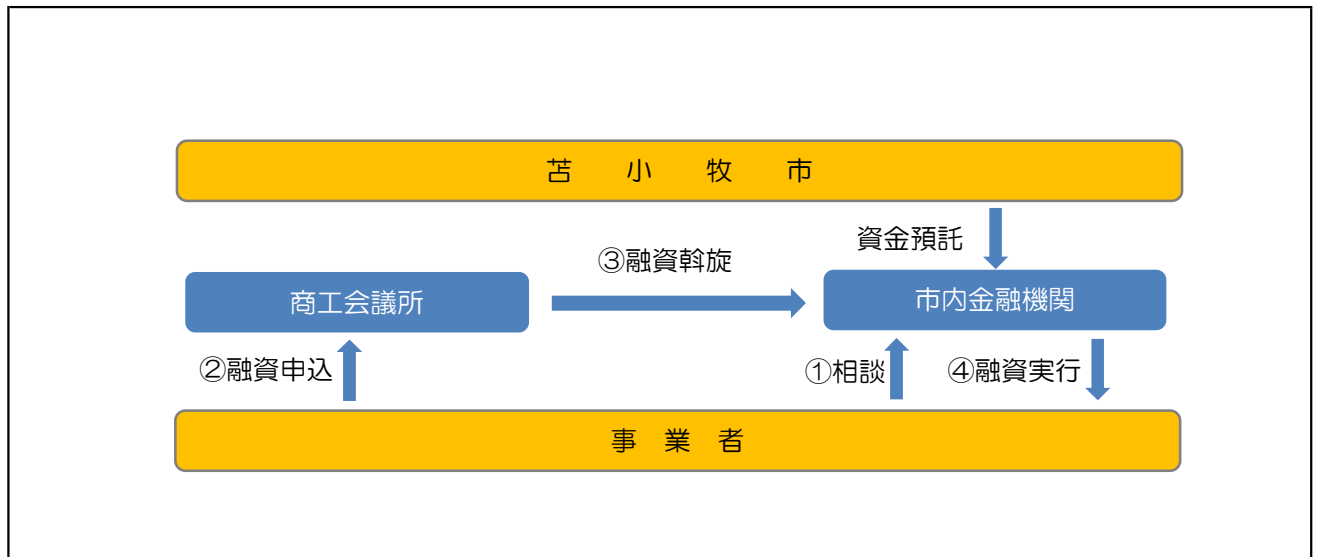 苫小牧市
資金預託
③融資斡旋
商工会議所
市内金融機関
②融資申込
①相談
④融資実行
事業者